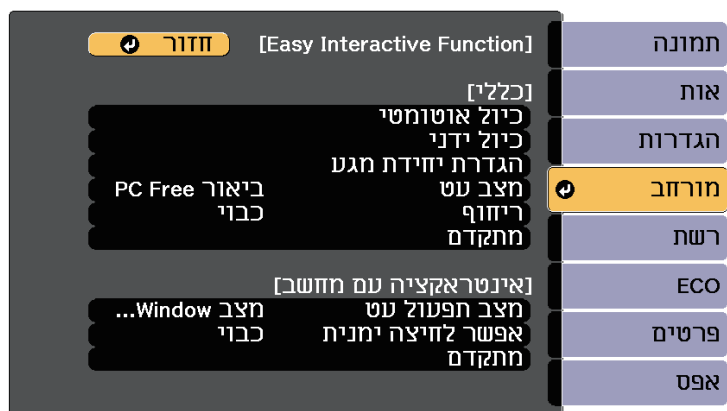 תמונה
אות
הגדרות
מורחב
רשת
ECO
פרטים
אפס
[Easy Interactive Function] חזור
[כללי]
כיול אוטומטי
כיול ידני
הגדרת יחידת מגע
מצב עט ביאור PC Free
ריחוף כבוי
מתקדם
[אינטראקציה עם מחשב]
מצב תפעול עט מצב Window...
אפשר לחיצה ימנית כבוי
מתקדם